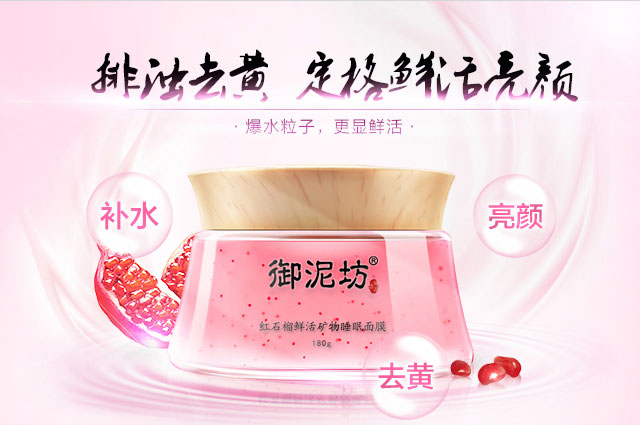 排浊去黄 定格鲜活亮颜
·爆水粒子，更显鲜活·
补水
亮颜
御泥坊®
红石榴鲜活矿物睡眠面膜
180g
去黄